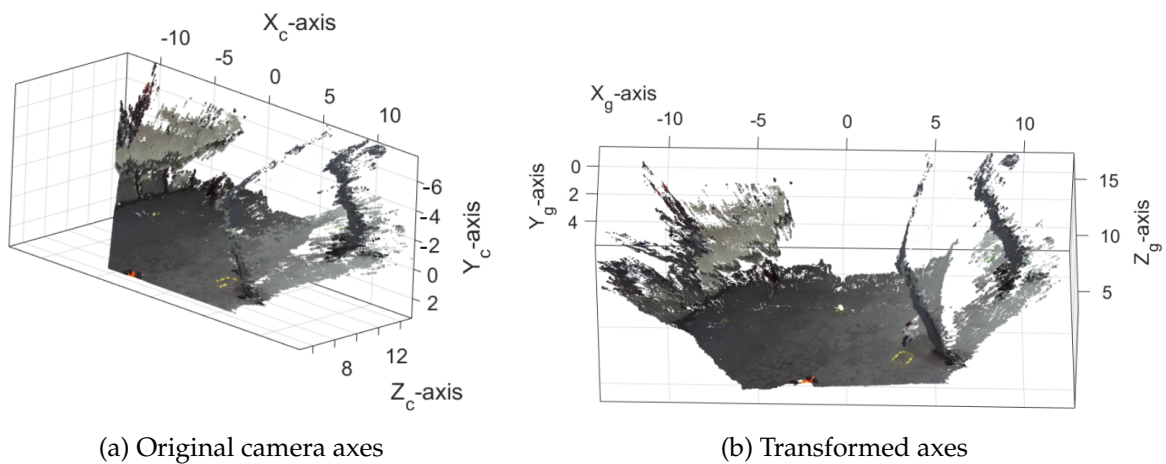 X_c-axis
-10
-5
0
5
10
-6
-4
-2
0
2
Y_c-axis
8
12
Z_c-axis
(a) Original camera axes
X_g-axis
-10
-5
0
5
10
0
2
4
Y_g-axis
15
10
5
Z_g-axis
(b) Transformed axes